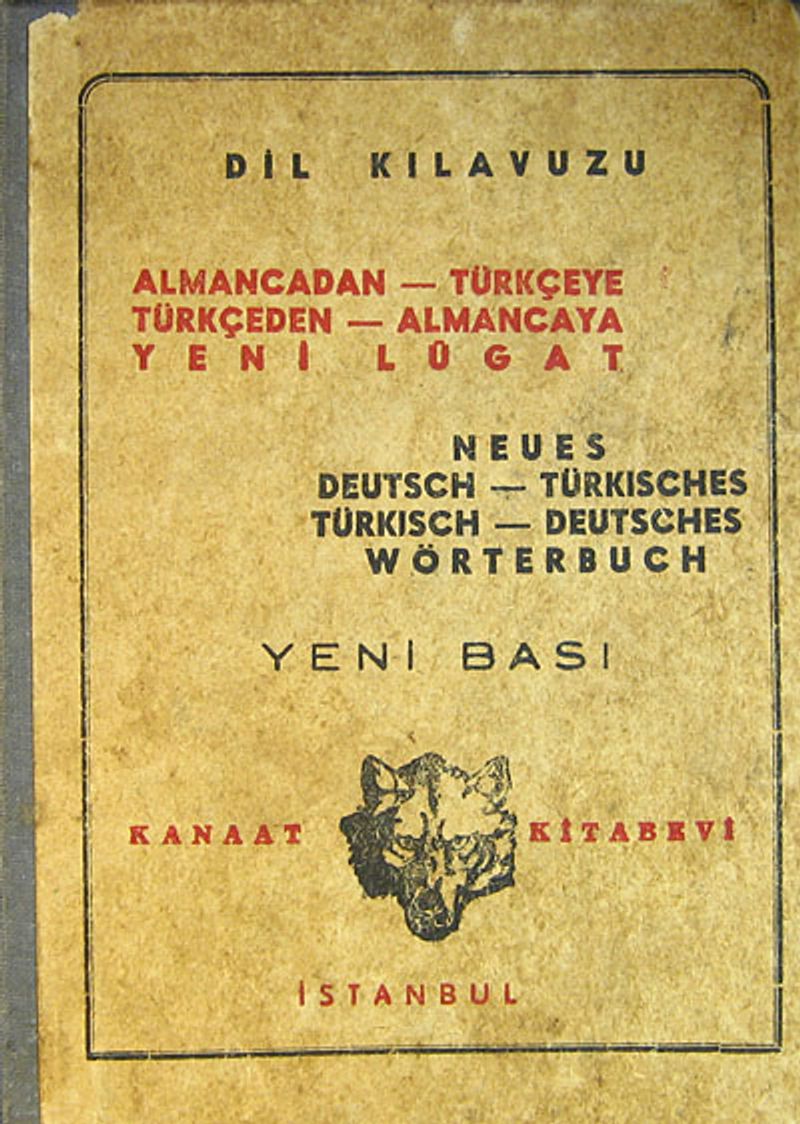 DİL KILAVUZU
ALMANCADAN — TÜRKÇEYE
TÜRKÇEDEN — ALMANCAYA
YENİ LÛGAT
NEUES
DEUTSCH — TÜRKISCHES
TÜRKISCH — DEUTSCHES
WÖRTERBUCH
YENİ BASI
KANAAT KİTABEVİ
İSTANBUL